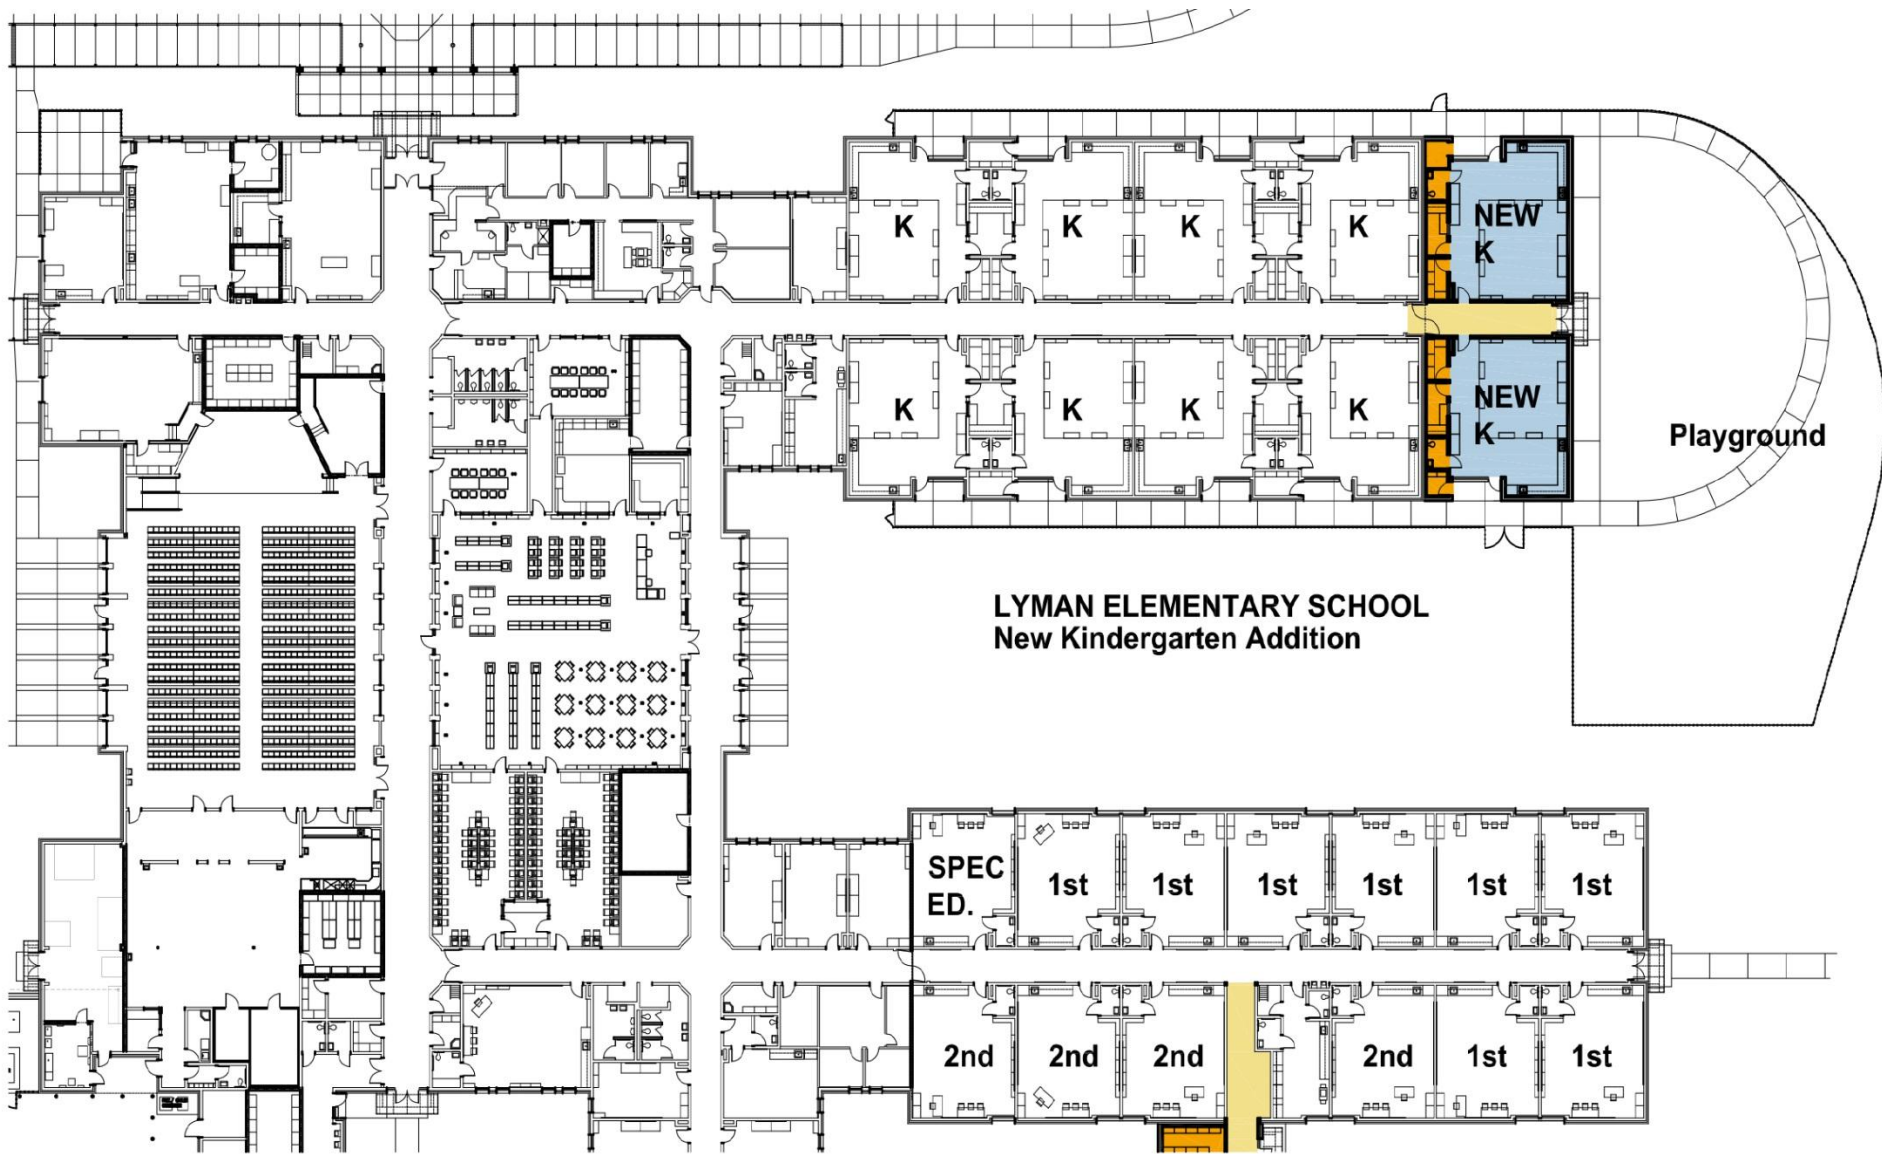 K
K
K
K
NEW
K
K
K
K
K
NEW
K
Playground
LYMAN ELEMENTARY SCHOOL
New Kindergarten Addition
SPEC
ED.
1st
1st
1st
1st
1st
1st
2nd
2nd
2nd
2nd
1st
1st